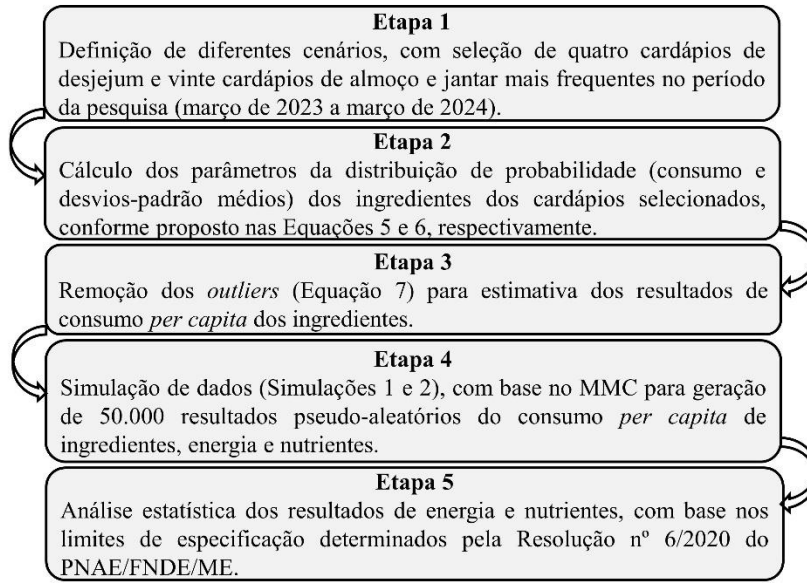 Etapa 1
Definição de diferentes cenários, com seleção de quatro cardápios de
desjejum e vinte cardápios de almoço e jantar mais frequentes no período
da pesquisa (março de 2023 a março de 2024).
Etapa 2
Cálculo dos parâmetros da distribuição de probabilidade (consumo e
desvios-padrão médios) dos ingredientes dos cardápios selecionados,
conforme proposto nas Equações 5 e 6, respectivamente.
Etapa 3
Remoção dos outliers (Equação 7) para estimativa dos resultados de
consumo per capita dos ingredientes.
Etapa 4
Simulação de dados (Simulações 1 e 2), com base no MMC para geração
de 50.000 resultados pseudo-aleatórios do consumo per capita de
ingredientes, energia e nutrientes.
Etapa 5
Análise estatística dos resultados de energia e nutrientes, com base nos
limites de especificação determinados pela Resolução nº 6/2020 do
PNAE/FNDE/ME.